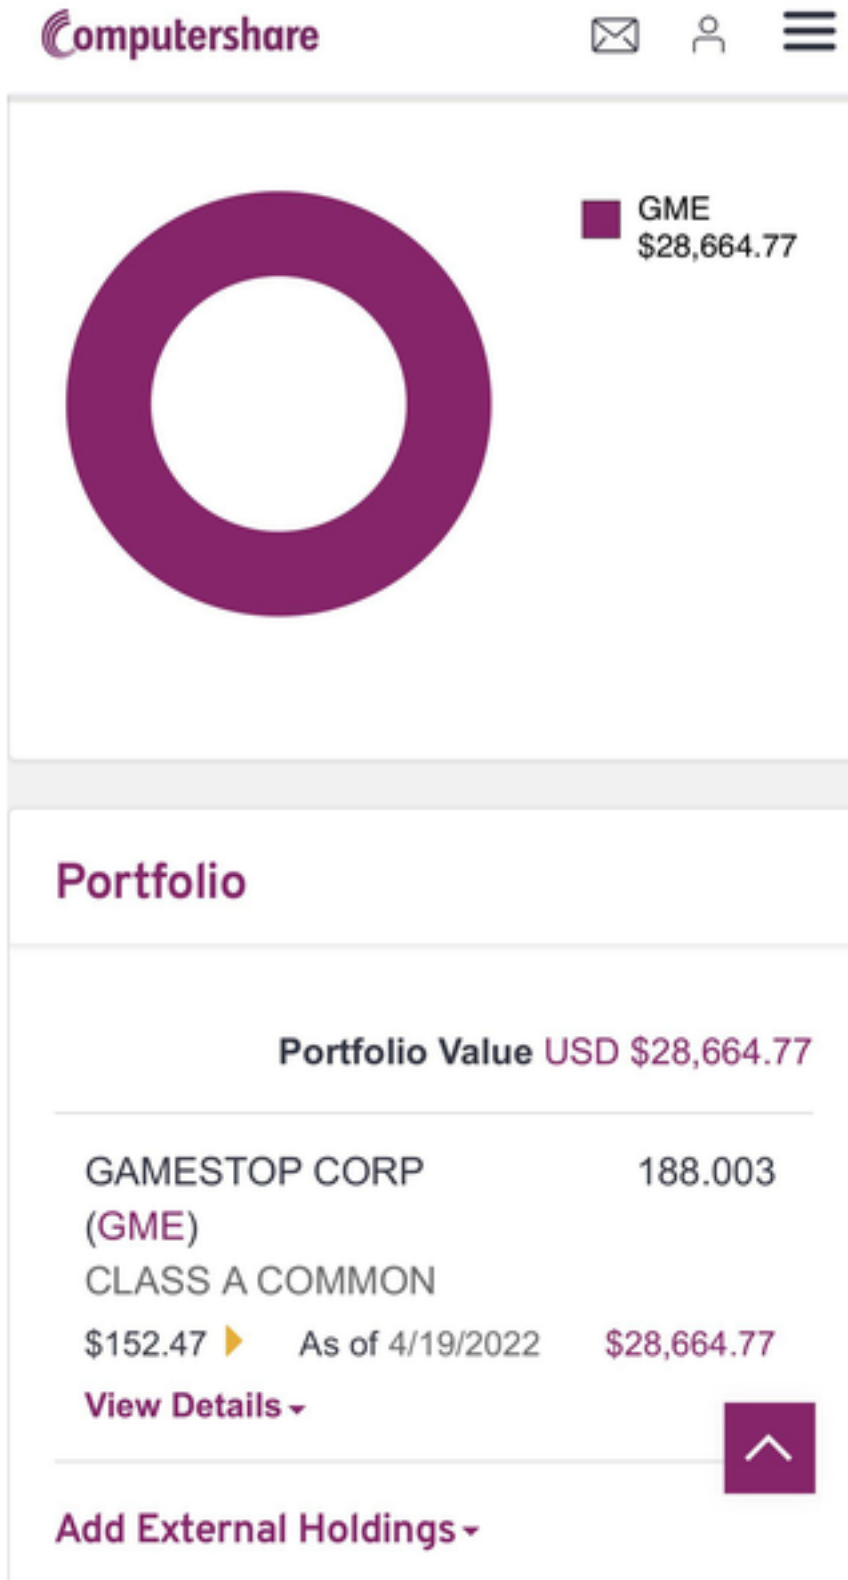 Computershare
GME
$28,664.77
Portfolio
Portfolio Value USD $28,664.77
GAMESTOP CORP 188.003
(GME)
CLASS A COMMON
$152.47 As of 4/19/2022 $28,664.77
View Details
Add External Holdings